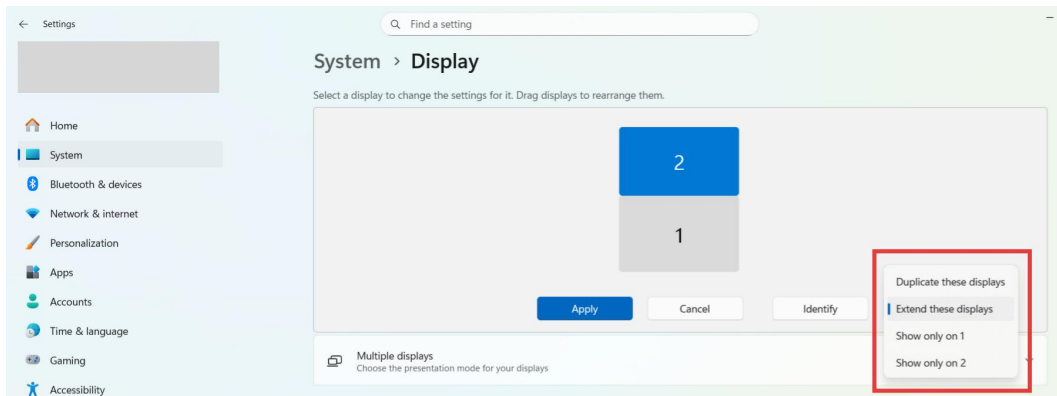 Settings
Find a setting
System > Display
Select a display to change the settings for it. Drag displays to rearrange them.
Home
System
Bluetooth & devices
Network & internet
Personalization
Apps
Accounts
Time & language
Gaming
Accessibility
2
1
Apply
Cancel
Identify
Duplicate these displays
Extend these displays
Show only on 1
Show only on 2
Multiple displays
Choose the presentation mode for your displays